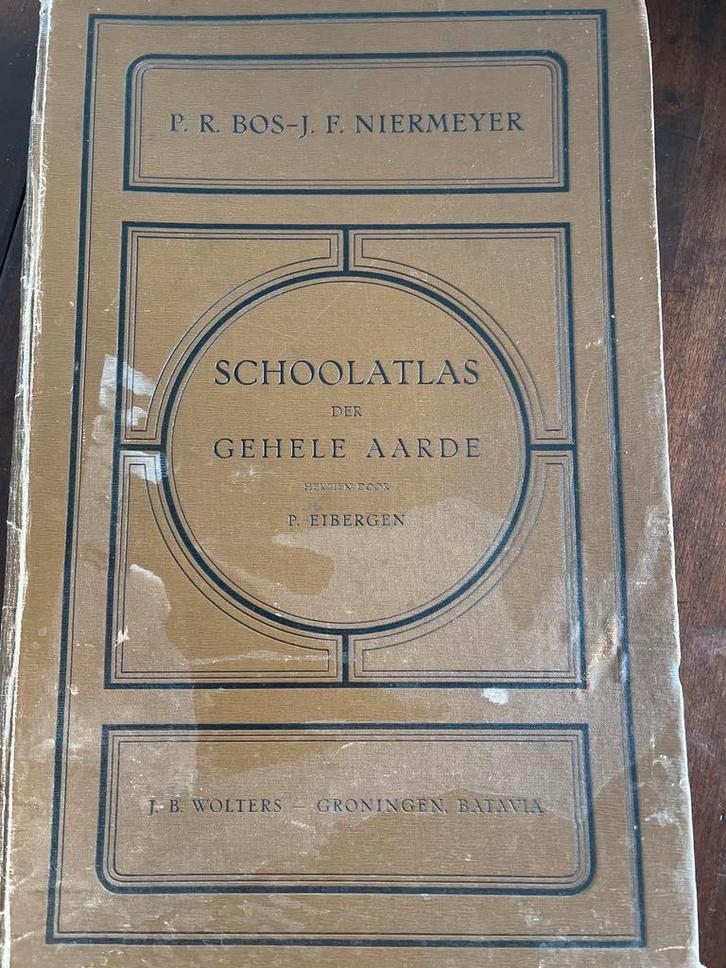 P. R. BOS-J. F. NIERMEYER
SCHOOLATLAS
DER
GEHELE AARDE
HERZIEN DOOR
P. EIBERGEN
J. B. WOLTERS — GRONINGEN, BATAVIA